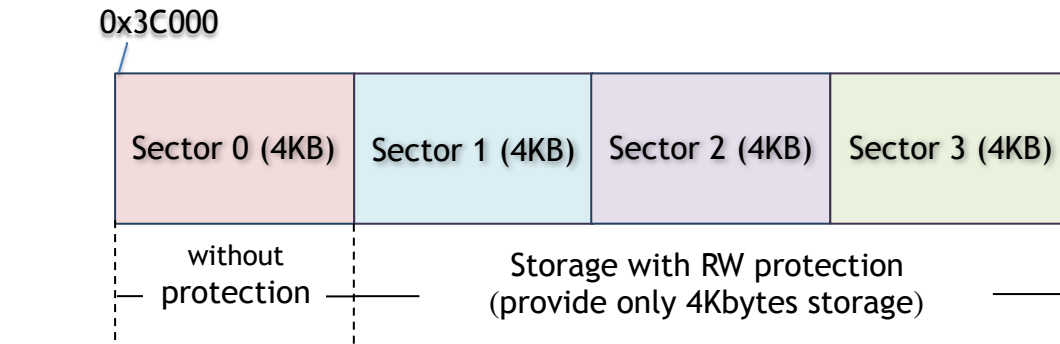 0x3C000
Sector 0 (4KB)
Sector 1 (4KB)
Sector 2 (4KB)
Sector 3 (4KB)
without
protection
Storage with RW protection
(provide only 4Kbytes storage)